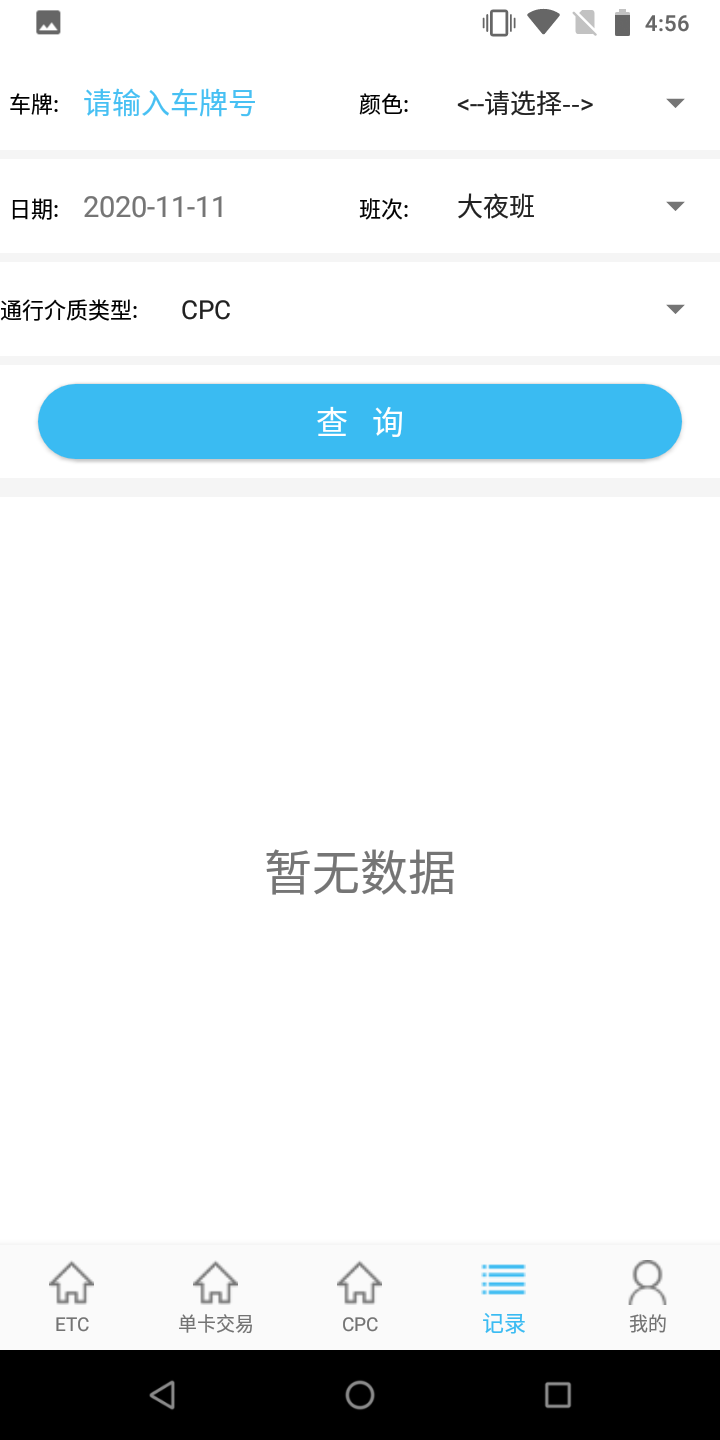 4:56
车牌: 请输入车牌号 颜色: <--请选择-->
日期: 2020-11-11 班次: 大夜班
通行介质类型: CPC
查 询
暂无数据
ETC 单卡交易 CPC 记录 我的